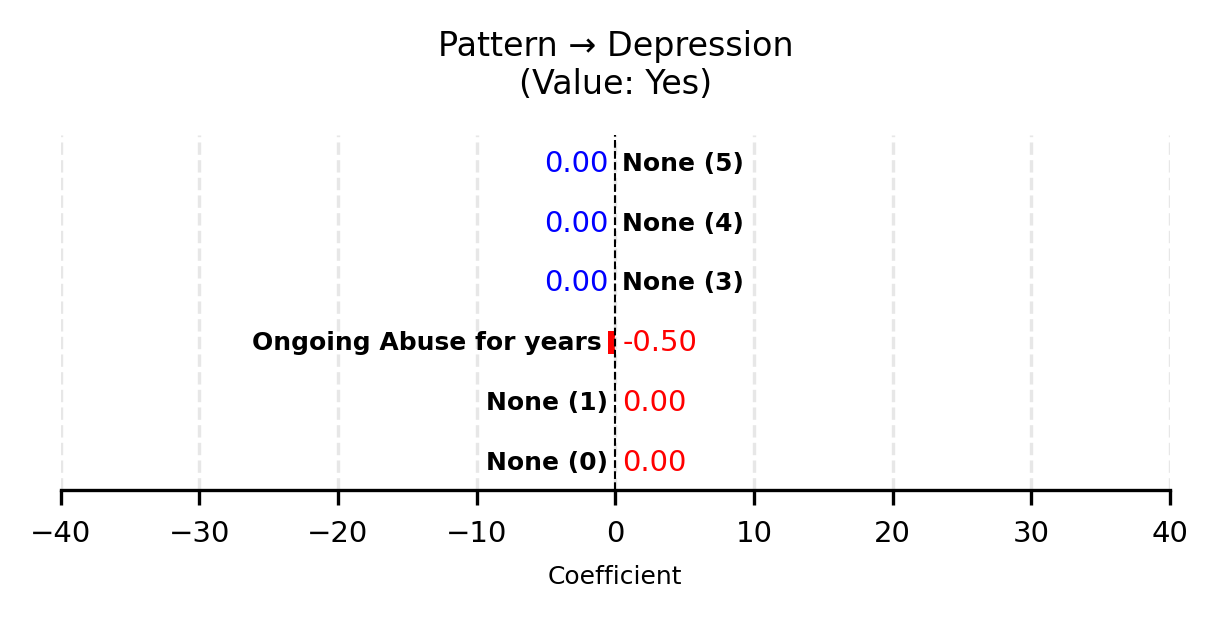 Pattern → Depression
(Value: Yes)
0.00 None (5)
0.00 None (4)
0.00 None (3)
Ongoing Abuse for years -0.50
None (1) 0.00
None (0) 0.00
−40 −30 −20 −10 0 10 20 30 40
Coefficient